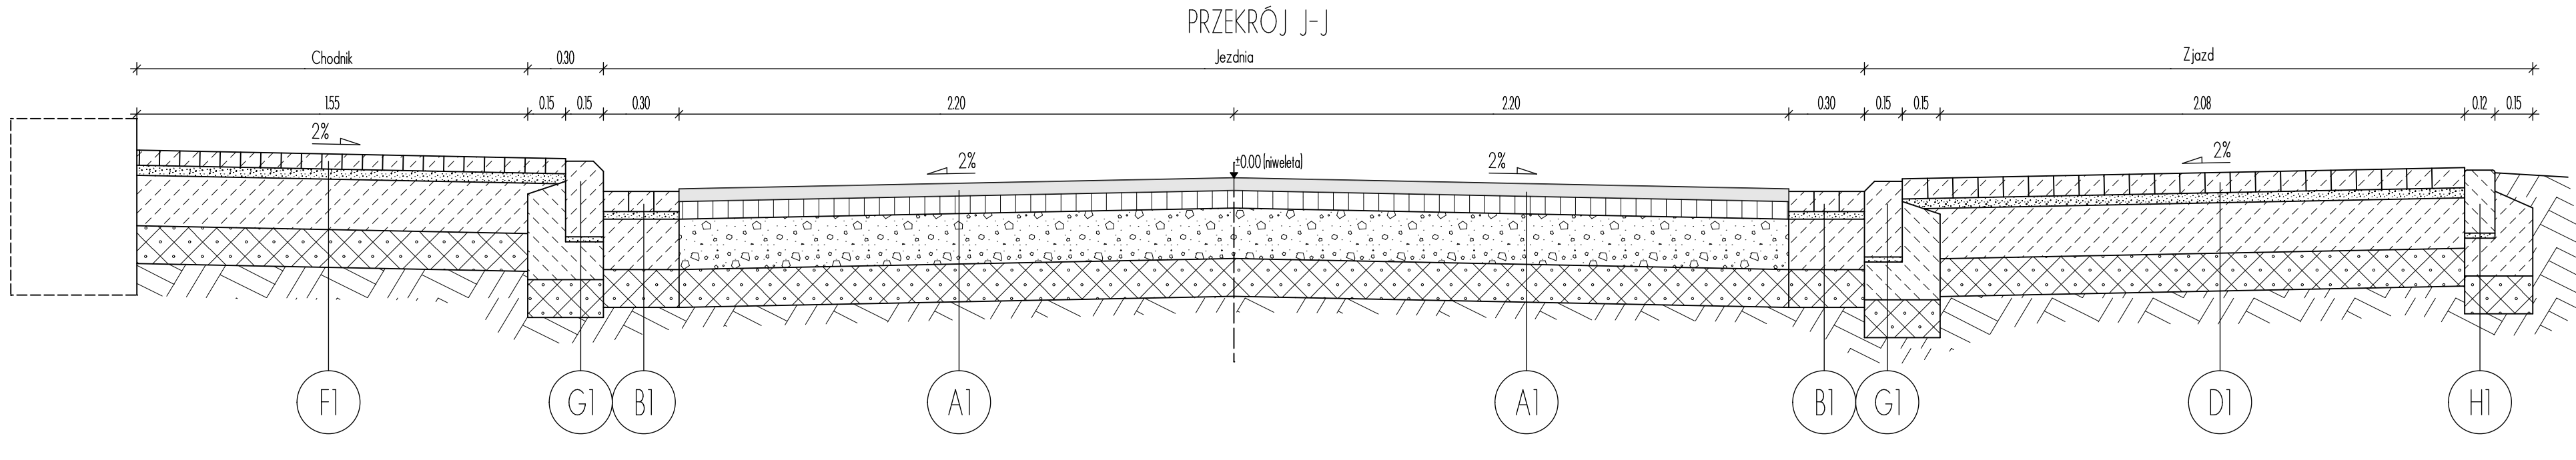 PRZEKRÓJ J-J
Chodnik 0.30 Jezdnia Zjazd
1.55 0.15 0.15 0.30 2.20 2.20 0.30 0.15 0.15 2.08 0.12 0.15
2% 2% ±0.00 (niweleta) 2% 2%
F1 G1 B1 A1 A1 B1 G1 D1 H1